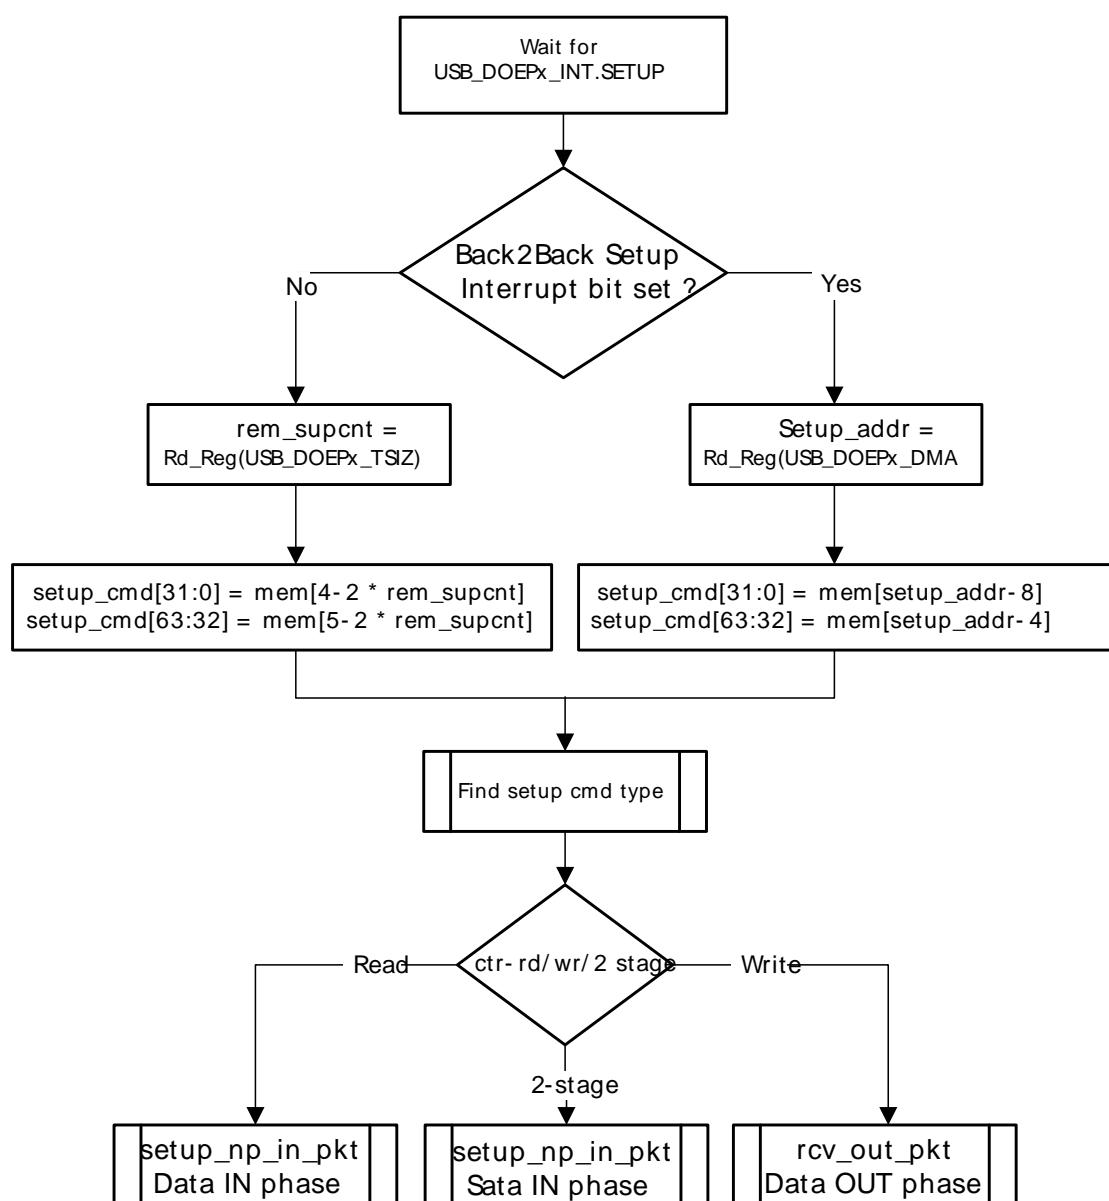 Wait for
USB_DOEPx_INT.SETUP
Back2Back Setup
Interrupt bit set ?
No
Yes
rem_supcnt =
Rd_Reg(USB_DOEPx_TSIZ)
Setup_addr =
Rd_Reg(USB_DOEPx_DMA
setup_cmd[31:0] = mem[4-2 * rem_supcnt]
setup_cmd[63:32] = mem[5-2 * rem_supcnt]
setup_cmd[31:0] = mem[setup_addr-8]
setup_cmd[63:32] = mem[setup_addr-4]
Find setup cmd type
Read
ctr-rd/wr/2 stage
Write
2-stage
setup_np_in_pkt
Data IN phase
setup_np_in_pkt
Sata IN phase
rcv_out_pkt
Data OUT phase